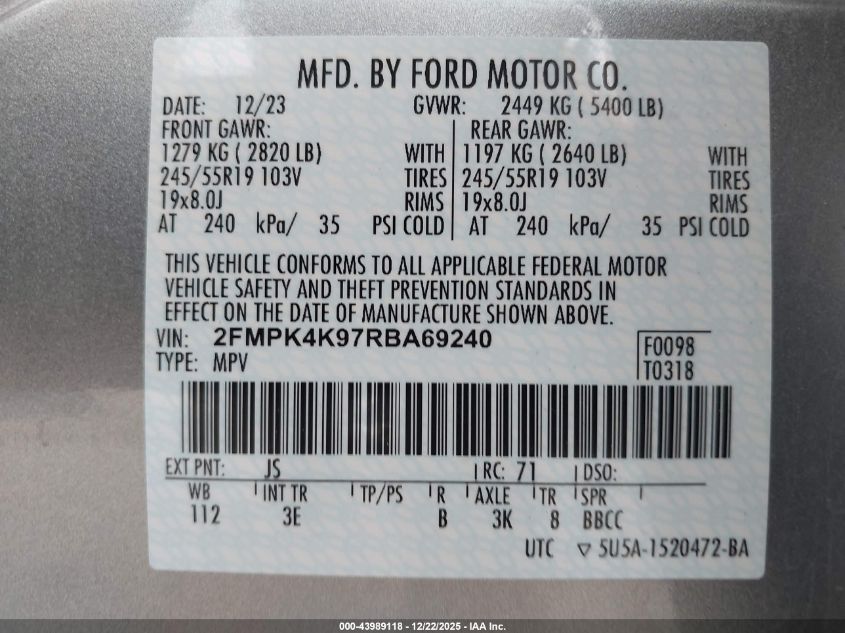 MFD. BY FORD MOTOR CO.
DATE: 12/23 GVWR: 2449 KG ( 5400 LB)
FRONT GAWR: REAR GAWR:
1279 KG ( 2820 LB) WITH 1197 KG ( 2640 LB) WITH
245/55R19 103V TIRES 245/55R19 103V TIRES
19x8.0J RIMS 19x8.0J RIMS
AT 240 kPa/ 35 PSI COLD AT 240 kPa/ 35 PSI COLD
THIS VEHICLE CONFORMS TO ALL APPLICABLE FEDERAL MOTOR
VEHICLE SAFETY AND THEFT PREVENTION STANDARDS IN
EFFECT ON THE DATE OF MANUFACTURE SHOWN ABOVE.
VIN: 2FMPK4K97RBA69240
F0098
TYPE: MPV
T0318
EXT PNT: JS RC: 71 DSO:
WB INT TR TP/PS R AXLE TR SPR
112 3E B 3K 8 BBCC
UTC ▽ 5U5A-1520472-BA
000-43989118 - 12/22/2025 - IAA Inc.